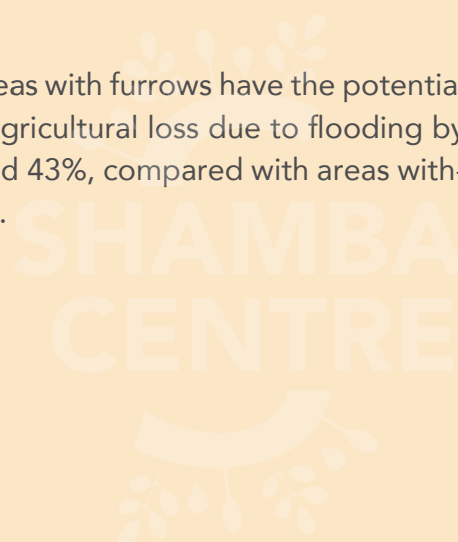 eas with furrows have the potentia
gricultural loss due to flooding by
d 43%, compared with areas with-
.
SHAMBA
CENTRE